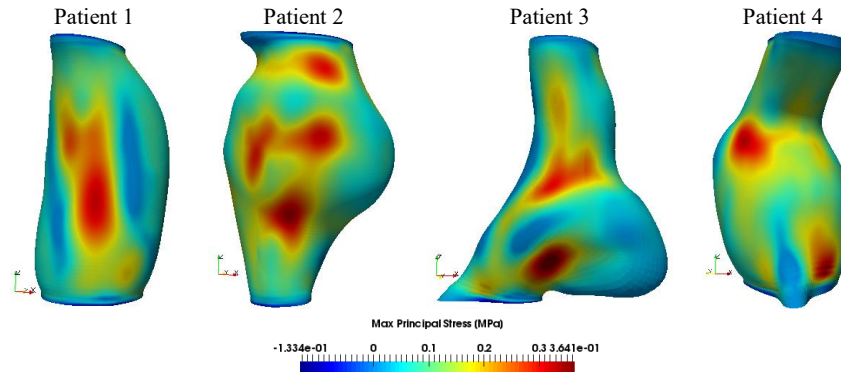 Patient 1 Patient 2 Patient 3 Patient 4
Max Principal Stress (MPa)
-1.334e-01 0 0.1 0.2 0.3 3.641e-01